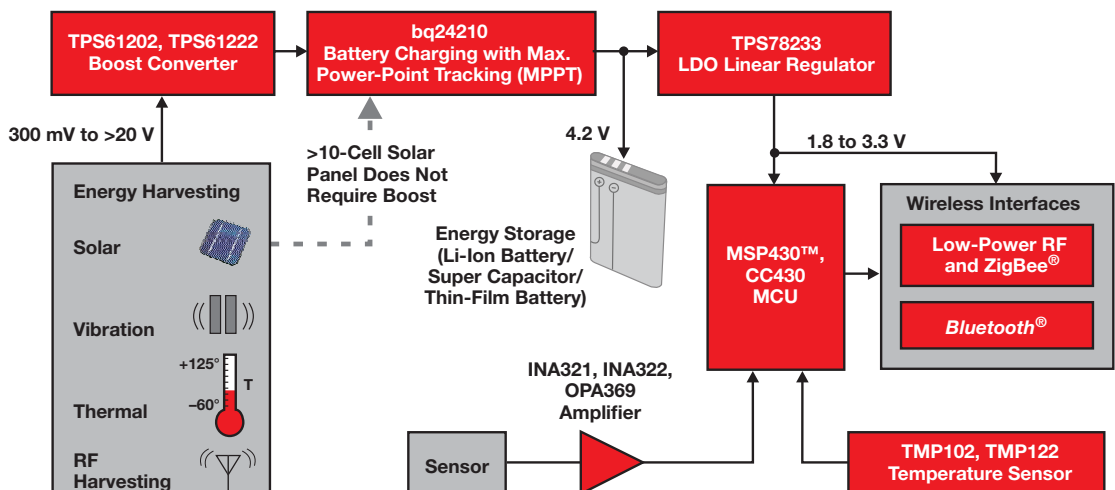 TPS61202, TPS61222
Boost Converter
bq24210
Battery Charging with Max.
Power-Point Tracking (MPPT)
TPS78233
LDO Linear Regulator
300 mV to >20 V
>10-Cell Solar
Panel Does Not
Require Boost
4.2 V
1.8 to 3.3 V
Energy Harvesting
Solar
Vibration
+125°
T
–60°
Thermal
RF
Harvesting
Energy Storage
(Li-Ion Battery/
Super Capacitor/
Thin-Film Battery)
MSP430™,
CC430
MCU
Wireless Interfaces
Low-Power RF
and ZigBee®
Bluetooth®
INA321, INA322,
OPA369
Amplifier
Sensor
TMP102, TMP122
Temperature Sensor